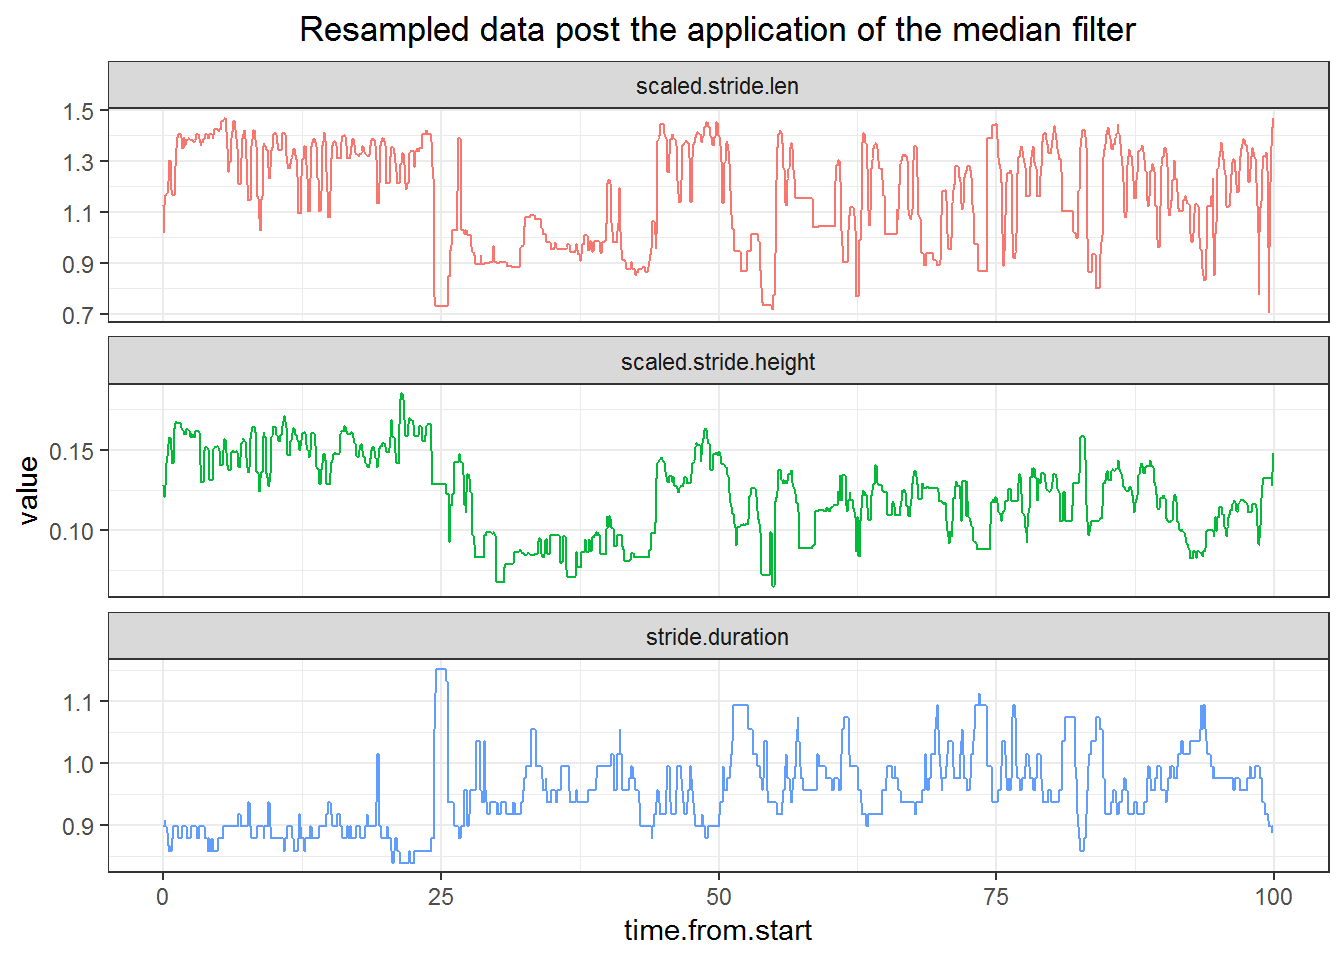 Resampled data post the application of the median filter
scaled.stride.len
1.5
1.3
1.1
0.9
0.7
scaled.stride.height
0.15
0.10
value
stride.duration
1.1
1.0
0.9
0
25
50
75
100
time.from.start